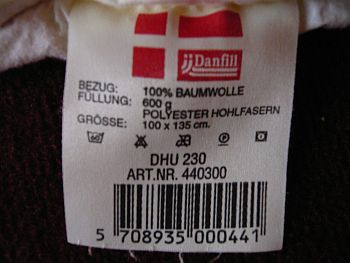 jj Danfill
BEZUG: 100% BAUMWOLLE
FÜLLUNG: 600 g
POLYESTER HOHLFASERN
GRÖSSE: 100 x 135 cm.
DHU 230
ART.NR. 440300
5 708935 000441